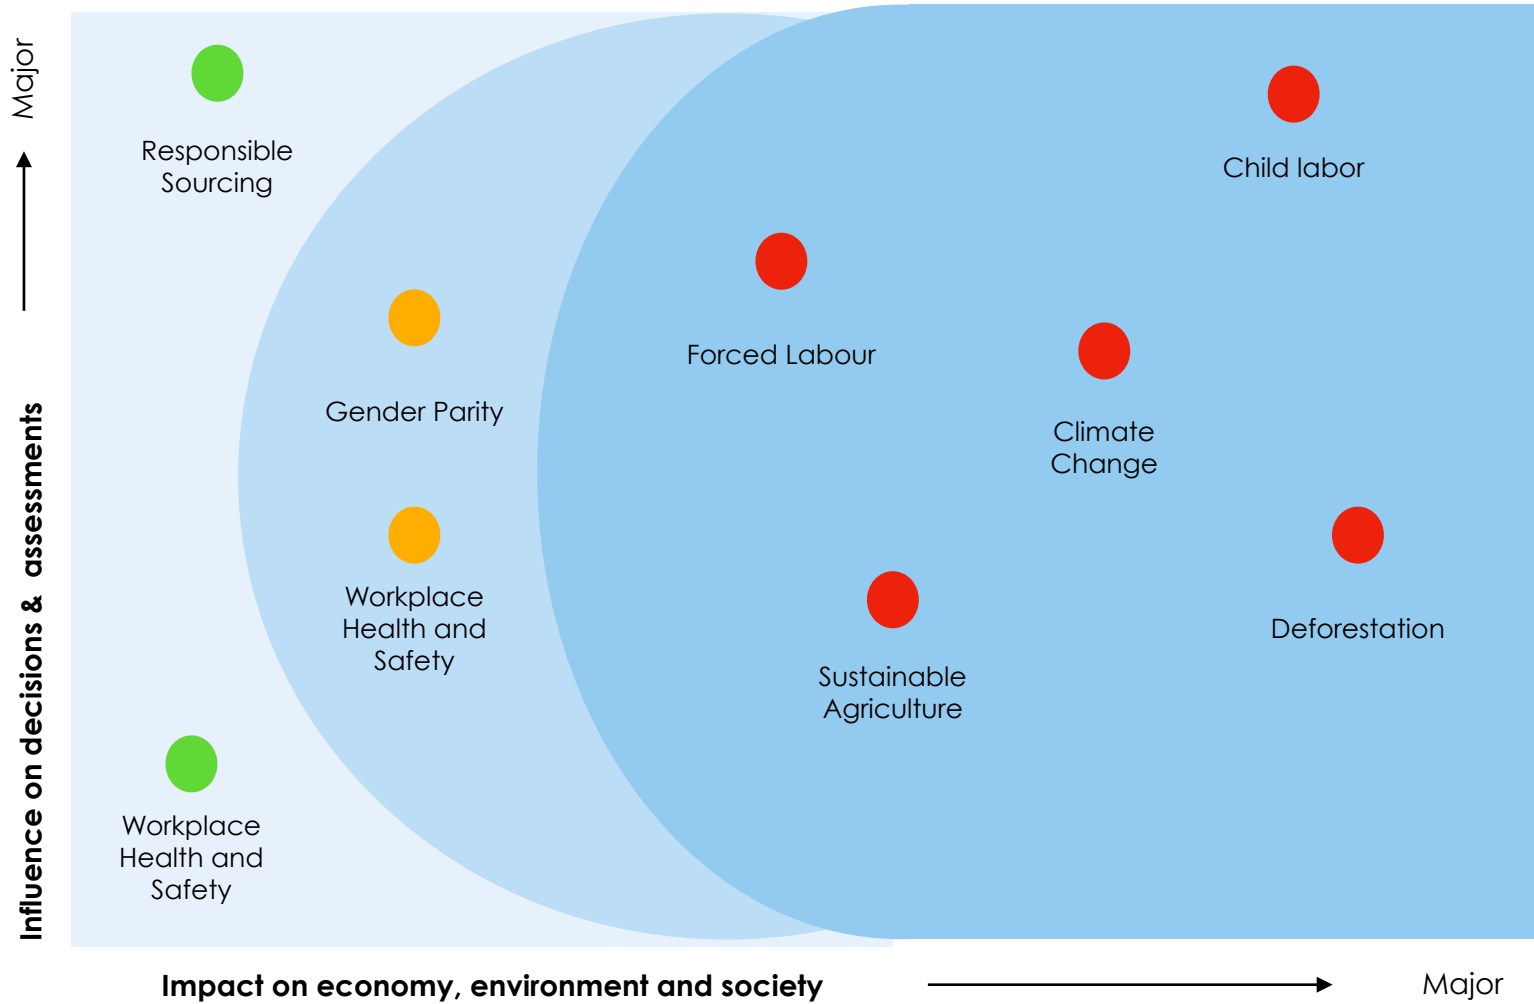 Major
Influence on decisions & assessments
Responsible
Sourcing
Child labor
Forced Labour
Gender Parity
Climate
Change
Workplace
Health and
Safety
Deforestation
Sustainable
Agriculture
Workplace
Health and
Safety
Impact on economy, environment and society
Major